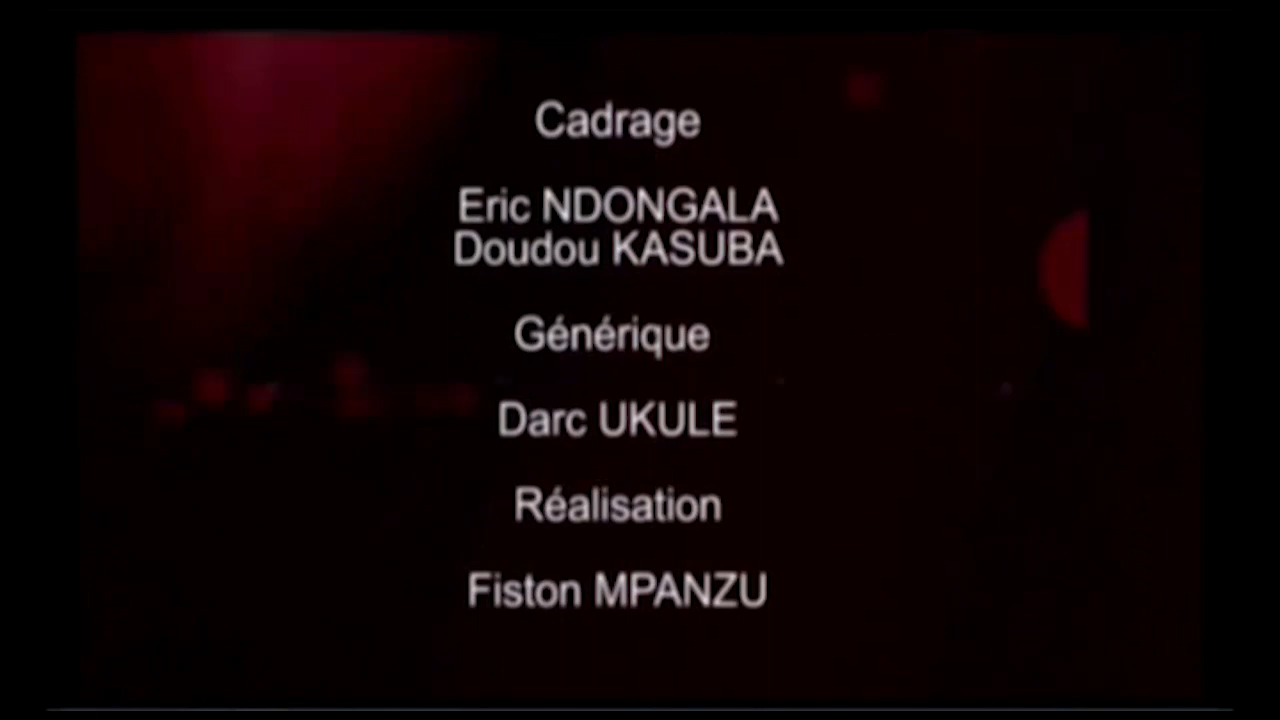 Cadrage
Eric NDONGALA
Doudou KASUBA
Générique
Darc UKULE
Réalisation
Fiston MPANZU